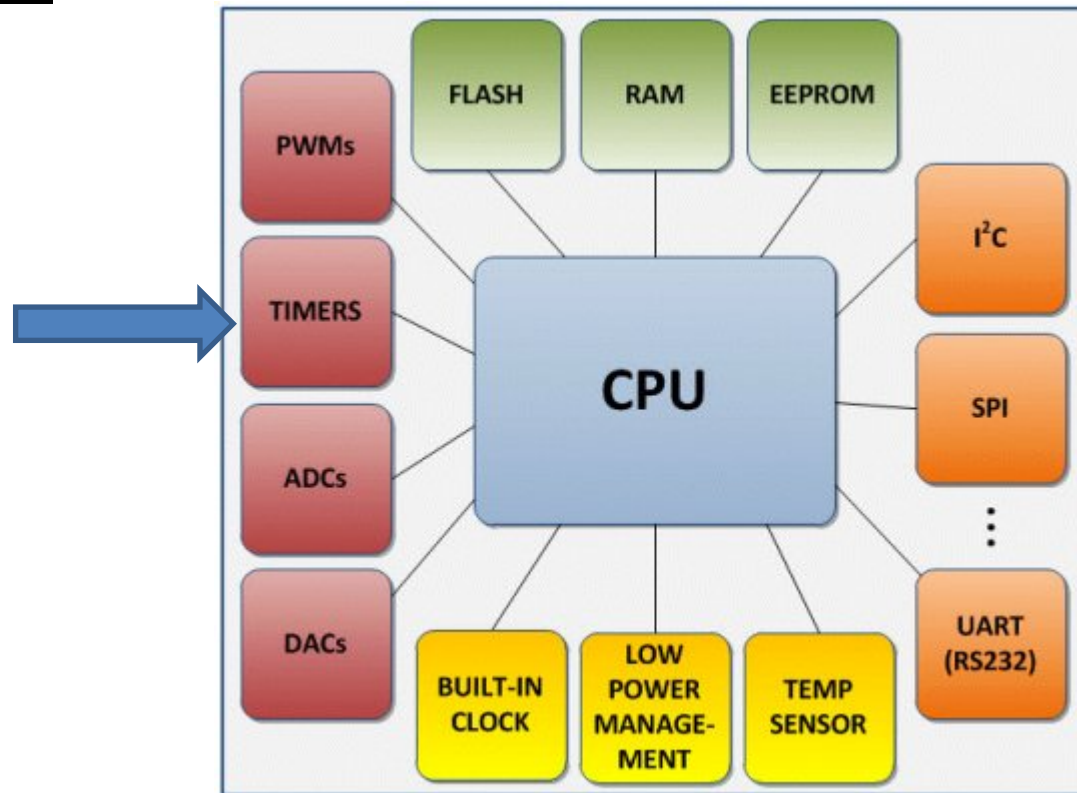 FLASH
RAM
EEPROM
PWMs
I²C
TIMERS
CPU
SPI
ADCs
DACs
BUILT-IN
CLOCK
LOW
POWER
MANAGE-
MENT
TEMP
SENSOR
UART
(RS232)